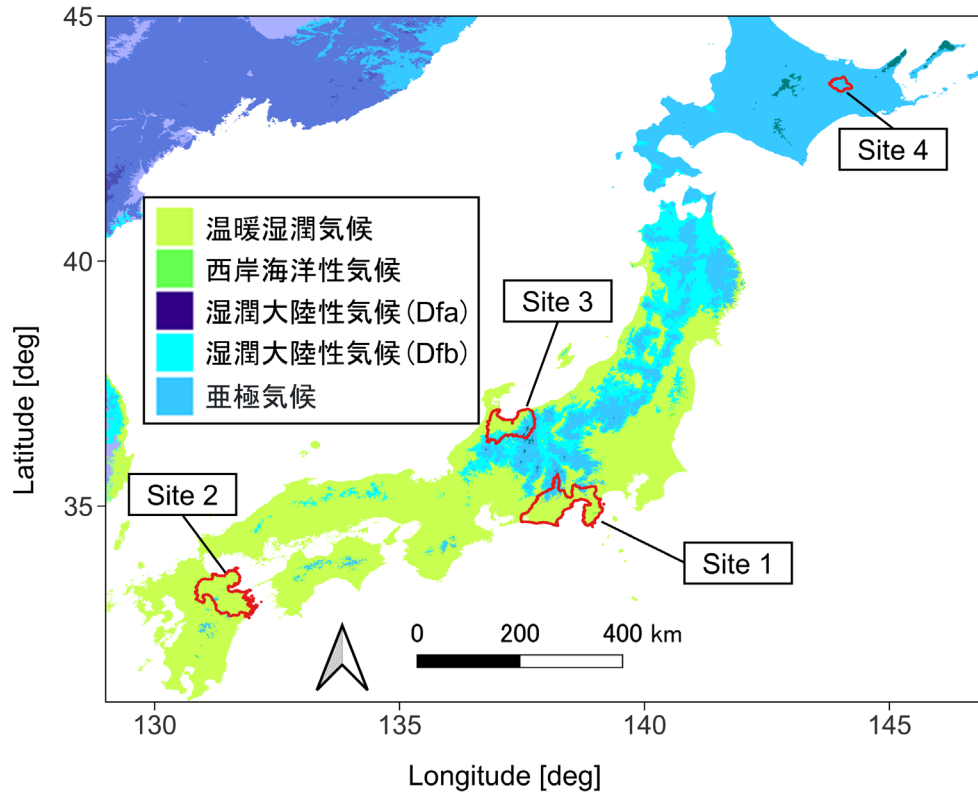 45
40
35
Latitude [deg]
温暖湿潤気候
西岸海洋性気候
湿潤大陸性気候(Dfa)
湿潤大陸性気候(Dfb)
亜極気候
Site 4
Site 3
Site 2
Site 1
0 200 400 km
130 135 140 145
Longitude [deg]